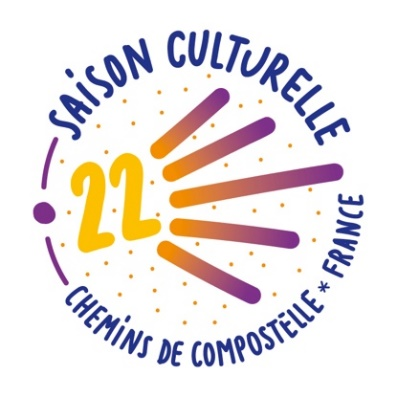 SAISON CULTURELLE
22
CHEMINS DE COMPOSTELLE * FRANCE